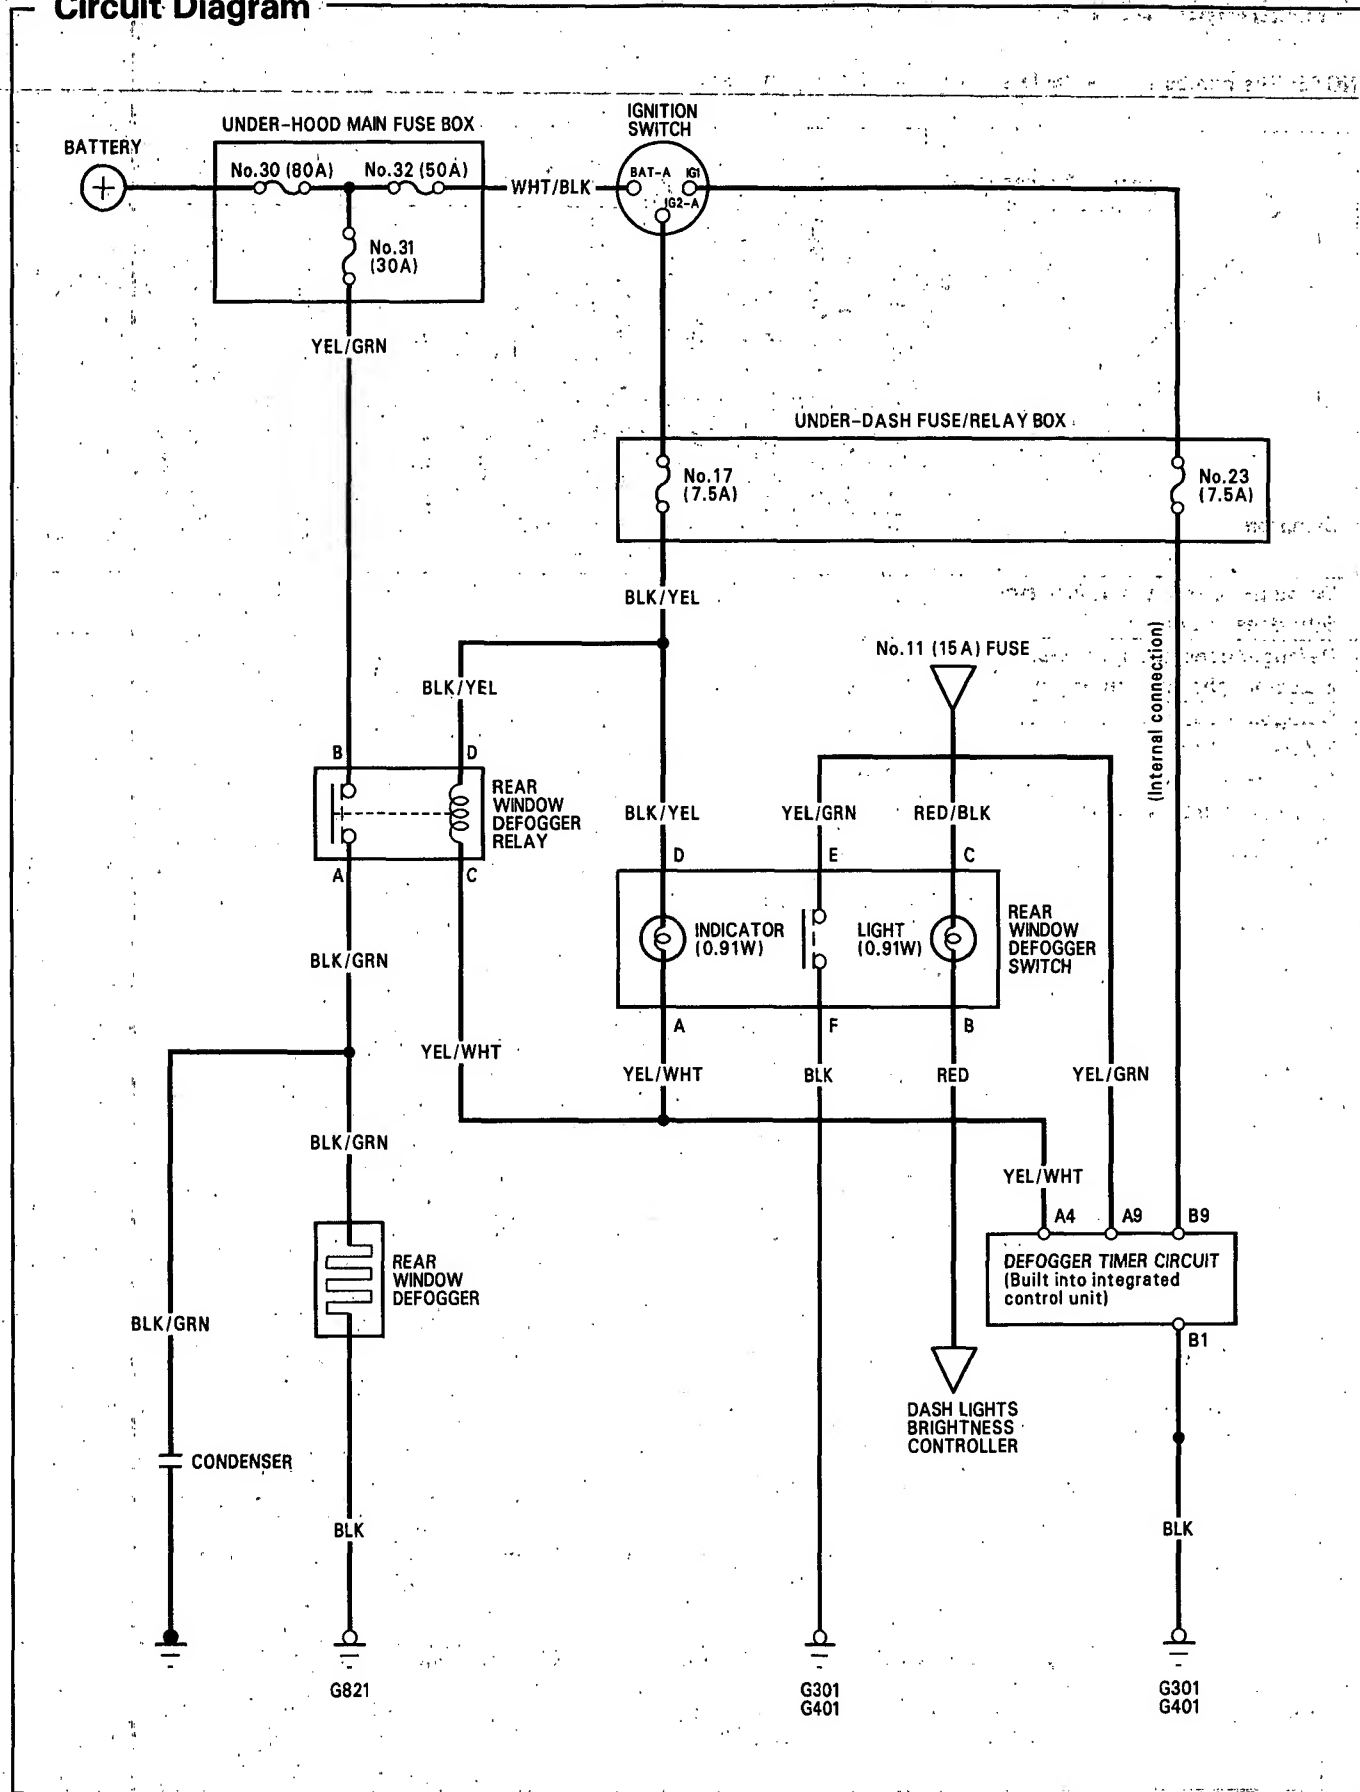 Circuit Diagram
UNDER-HOOD MAIN FUSE BOX
IGNITION
SWITCH
BATTERY
No.30 (80A)
No.32 (50A)
WHT/BLK
BAT-A
IG1
IG2-A
No.31
(30A)
YEL/GRN
UNDER-DASH FUSE/RELAY BOX
No.17
(7.5A)
No.23
(7.5A)
BLK/YEL
(Internal connection)
No.11 (15A) FUSE
BLK/YEL
B
D
REAR
WINDOW
DEFOGGER
RELAY
BLK/YEL
YEL/GRN
RED/BLK
A
C
D
E
C
INDICATOR
(0.91W)
LIGHT
(0.91W)
REAR
WINDOW
DEFOGGER
SWITCH
BLK/GRN
A
F
B
YEL/WHT
YEL/WHT
BLK
RED
YEL/GRN
BLK/GRN
YEL/WHT
A4
A9
B9
REAR
WINDOW
DEFOGGER
DEFOGGER TIMER CIRCUIT
(Built into integrated
control unit)
BLK/GRN
B1
DASH LIGHTS
BRIGHTNESS
CONTROLLER
CONDENSER
BLK
BLK
G821
G301
G401
G301
G401